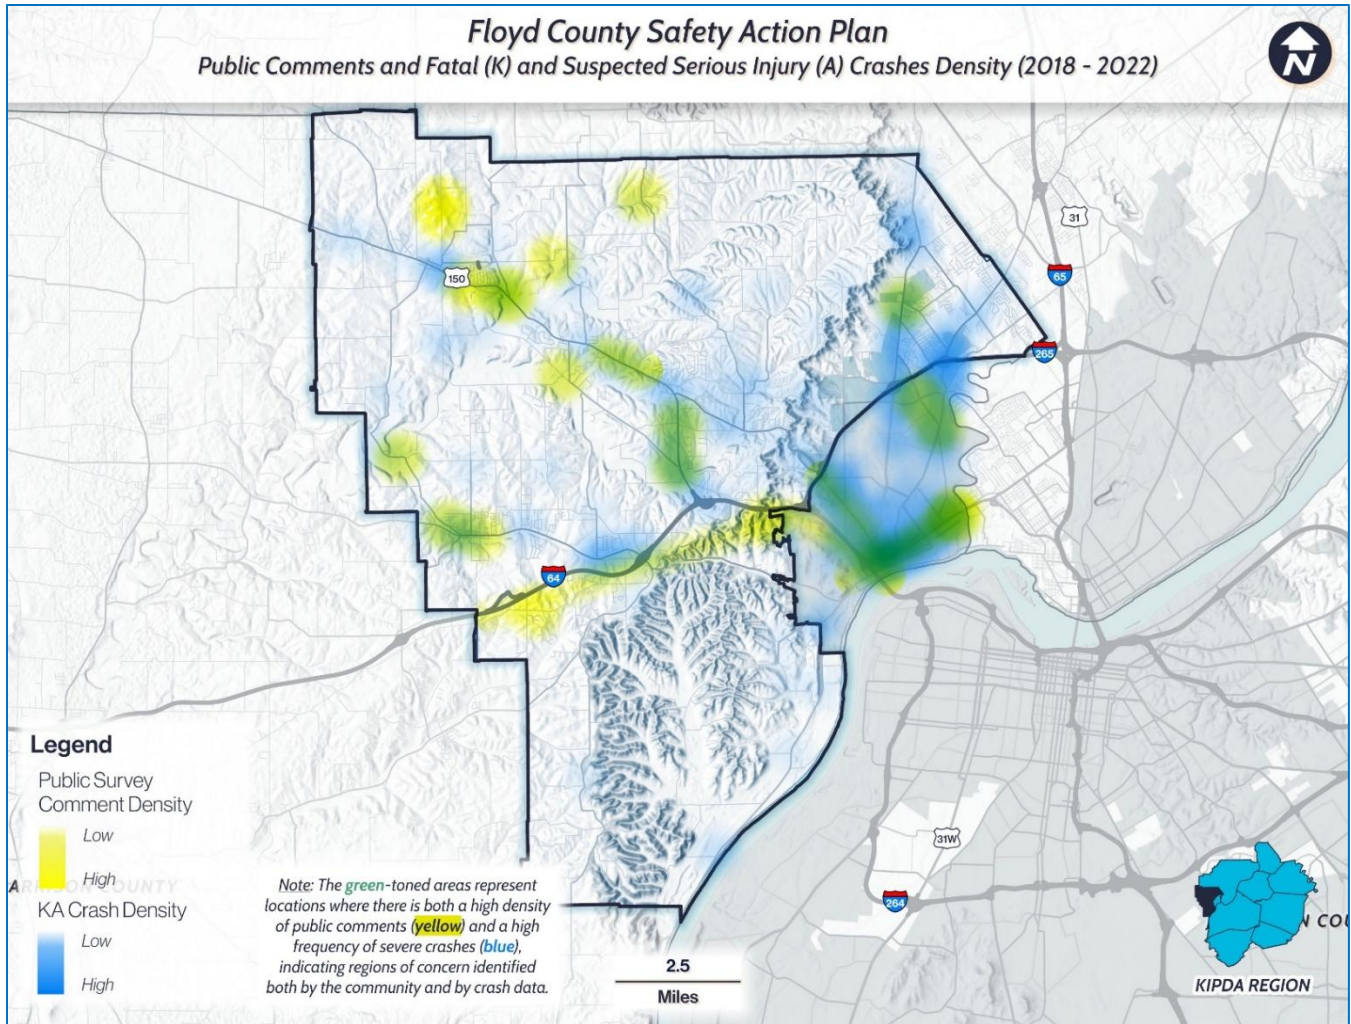 Floyd County Safety Action Plan
Public Comments and Fatal (K) and Suspected Serious Injury (A) Crashes Density (2018 - 2022)
N
31
65
150
265
64
Legend
Public Survey
Comment Density
Low
High
COUNTY
KA Crash Density
Low
High
Note: The green-toned areas represent
locations where there is both a high density
of public comments (yellow) and a high
frequency of severe crashes (blue),
indicating regions of concern identified
both by the community and by crash data.
2.5
Miles
31W
264
KIPDA REGION